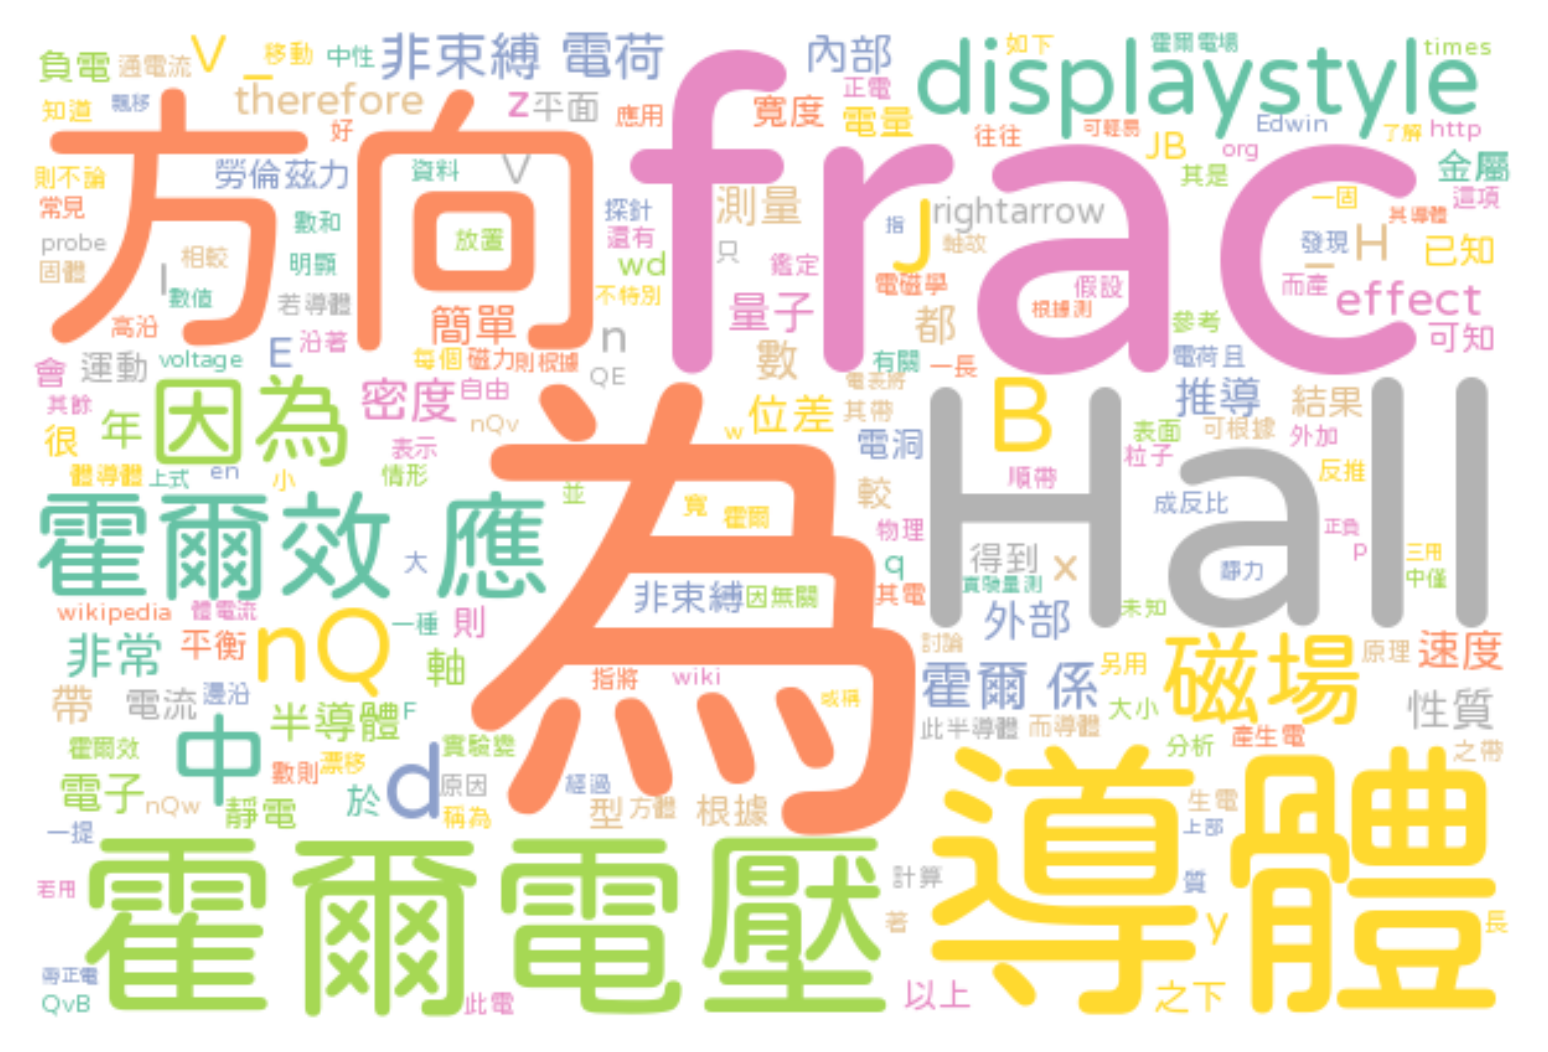 負電 通電流 V _ 移動 中性 非束縛 電荷 內部 如下 霍爾電場 times
知道 飄移 therefore z 平面 應用 正電 寬度 電量 displaystyle
好 往往 可輕易 JB Edwin 了解 http
方向 frac
則不論 勞倫茲力 資料 V 測量 org 其是 金屬
常見 數和 探針 指 J rightarrow 一固 其導體 這項
probe 相較 放置 還有 只 軸故 發現 _ H 已知
固體 I 明顯 wd 鑑定 電磁學 假設 而產 effect
數值 若導體 不特別 量子 根據測
高沿 簡單 n 都 參考 可知
會 運動 voltage E 沿著 每個 磁力 則根據 數 有關 一長 電荷且
其餘 因為 密度 自由 QE 電表將 推導 結果
很 年 nQv w 位差 其帶 B 表面 可根據 外加
表示 電洞 粒子
體導體 上式 en 小 情形 為 順帶 Hall 反推
霍爾效 應 並 寬 霍爾 較 成反比 正負
大 物理 得到 x p 三用
q 實驗量測 靜力 中僅
非束縛 因無關 其電 未知
wikipedia 體電流 nQ 一種 則 外部
非常 平衡 軸 討論 磁場 原理 速度
指將 wiki 霍爾 係 另用
帶 電流 邊沿 或稱 大小 性質
半導體 F 此半導體 而導體
霍爾效 中 實驗變 分析 產生電 之帶
數則 漂移 d 原因 經過 導體
電子 nQw 靜電 於 稱為 型 方體 根據 生電
一提 上部
霍爾電壓
若用 計算 質
著 y 長
帶正電
QvB 此電 以上 之下